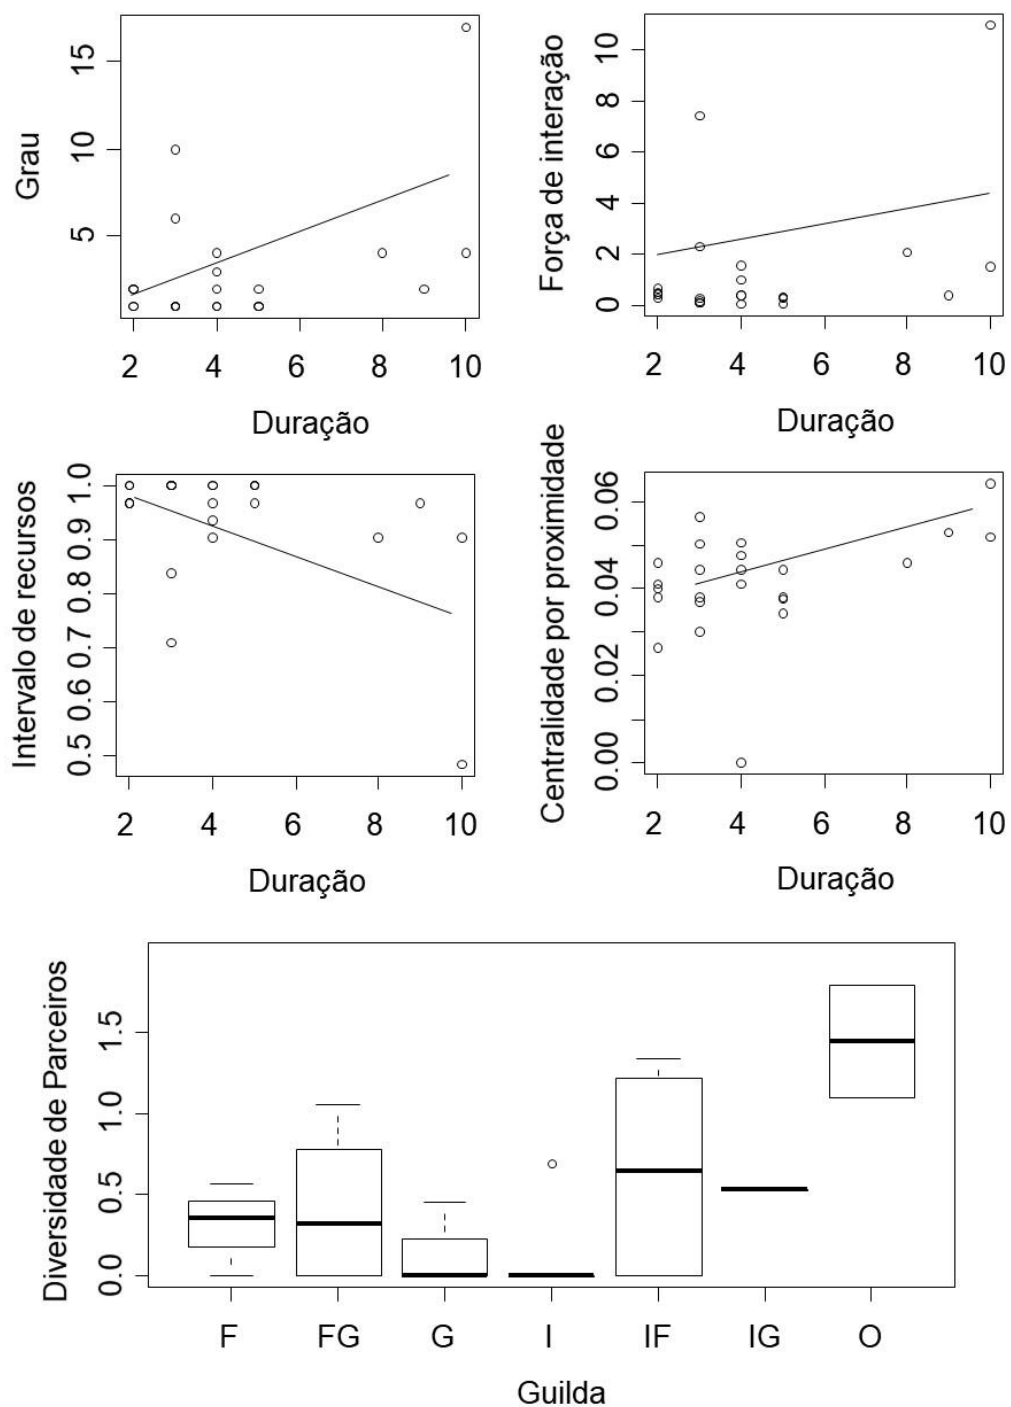 Grau
15
10
5
2 4 6 8 10
Duração
Força de interação
10
8
6
4
2
0
2 4 6 8 10
Duração
Intervalo de recursos
1.0
0.9
0.8
0.7
0.6
0.5
2 4 6 8 10
Duração
Centralidade por proximidade
0.06
0.04
0.02
0.00
2 4 6 8 10
Duração
Diversidade de Parceiros
1.5
1.0
0.5
0.0
F FG G I IF IG O
Guilda